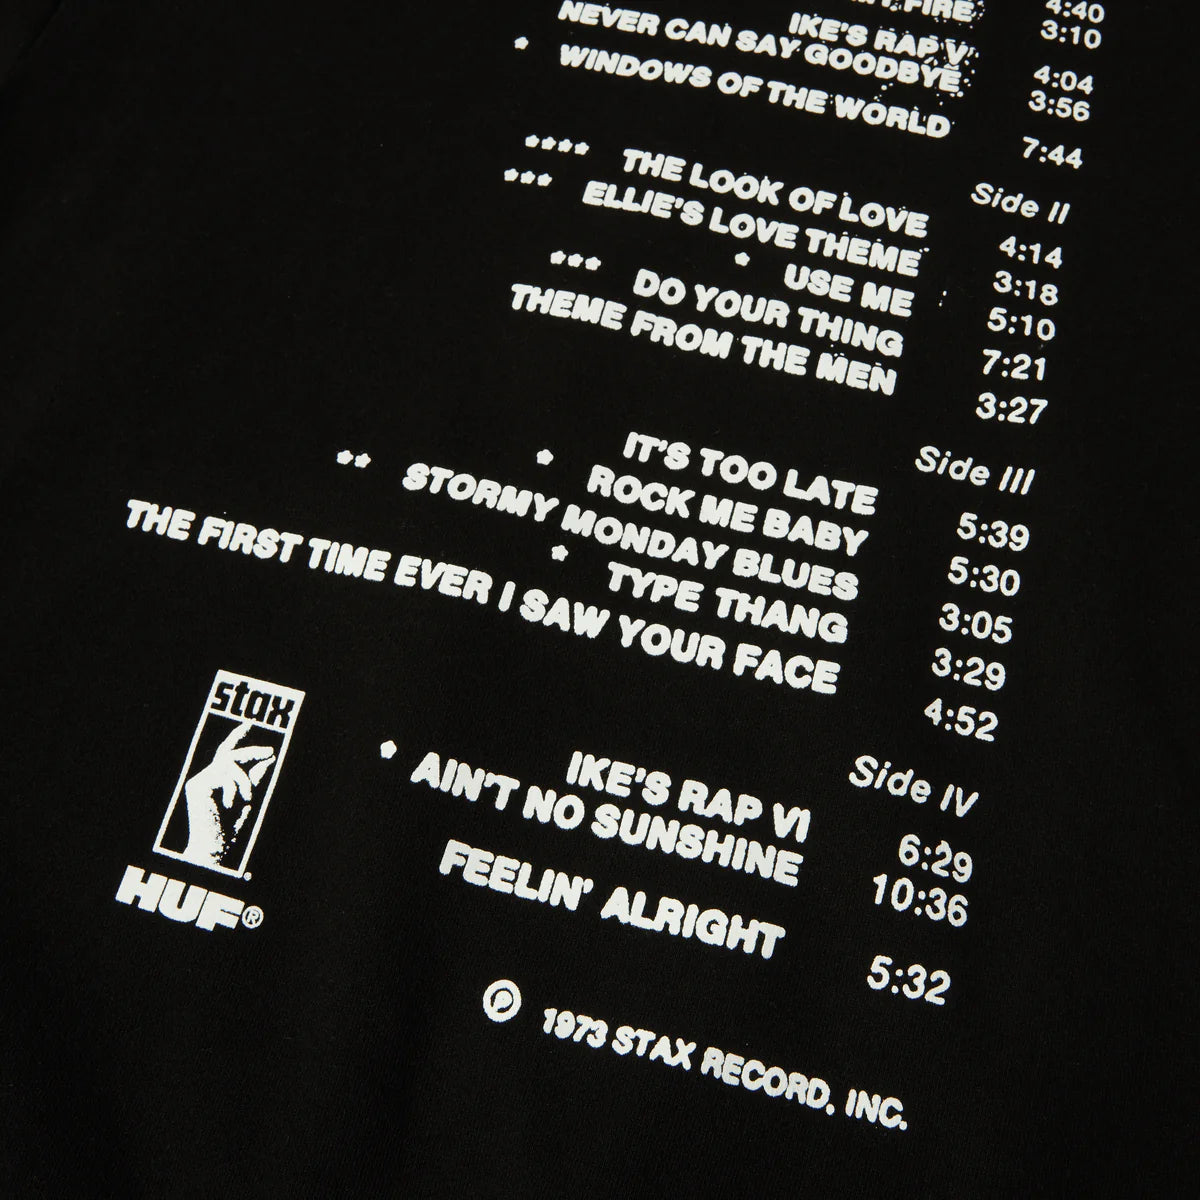 4:40
FIRE 3:10
IKE'S RAP V 4:04
NEVER CAN SAY GOODBYE 3:56
* WINDOWS OF THE WORLD 7:44
Side II
**** THE LOOK OF LOVE 4:14
*** ELLIE'S LOVE THEME 3:18
* USE ME 5:10
*** DO YOUR THING 7:21
THEME FROM THE MEN 3:27
Side III
IT'S TOO LATE 5:39
* ROCK ME BABY 5:30
** STORMY MONDAY BLUES 3:05
* TYPE THANG 3:29
THE FIRST TIME EVER I SAW YOUR FACE 4:52
Side IV
IKE'S RAP VI 6:29
* AIN'T NO SUNSHINE 10:36
FEELIN' ALRIGHT 5:32
stax
HUF®
℗ 1973 STAX RECORD, INC.